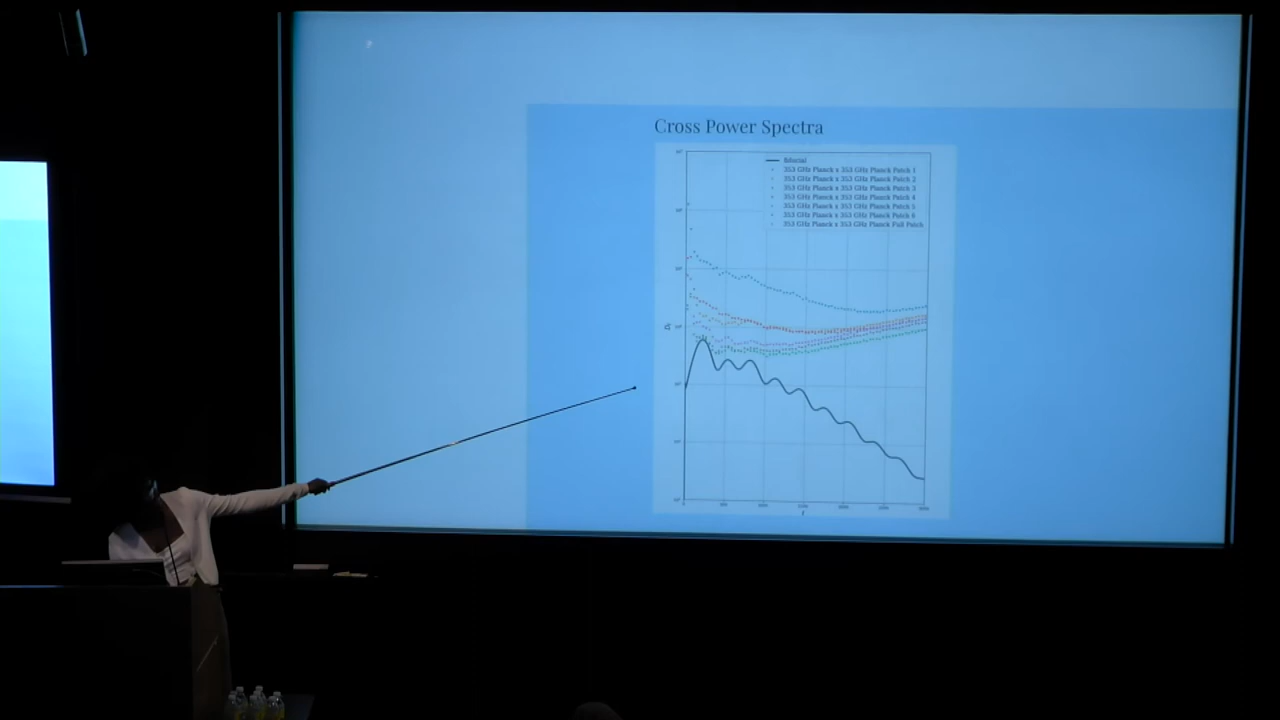 Cross Power Spectra
fiducial
353 GHz Planck x 353 GHz Planck Patch 1
353 GHz Planck x 353 GHz Planck Patch 2
353 GHz Planck x 353 GHz Planck Patch 3
353 GHz Planck x 353 GHz Planck Patch 4
353 GHz Planck x 353 GHz Planck Patch 5
353 GHz Planck x 353 GHz Planck Patch 6
353 GHz Planck x 353 GHz Planck Full Patch